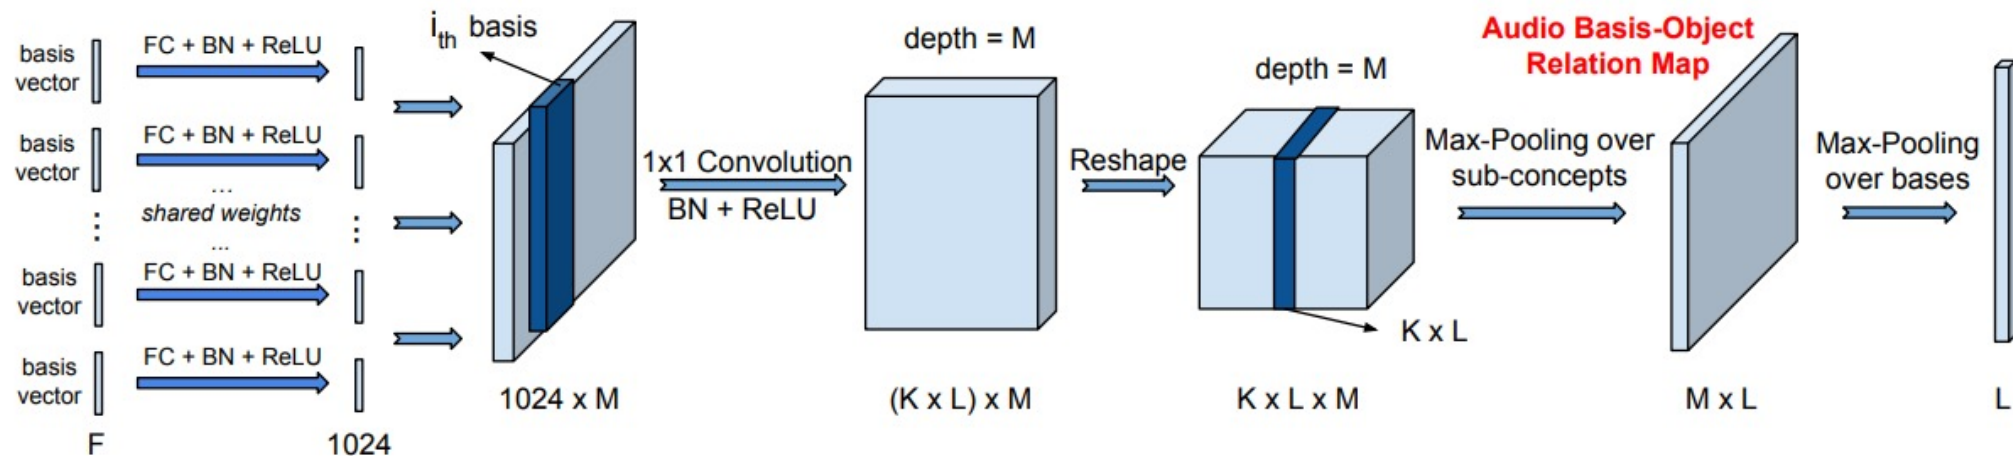 basis
vector
FC + BN + ReLU
basis
vector
FC + BN + ReLU
...
shared weights
...
basis
vector
FC + BN + ReLU
basis
vector
FC + BN + ReLU
F
1024
ith basis
1024 x M
1x1 Convolution
BN + ReLU
depth = M
(K x L) x M
Reshape
depth = M
K x L
K x L x M
Max-Pooling over
sub-concepts
Audio Basis-Object
Relation Map
M x L
Max-Pooling
over bases
L